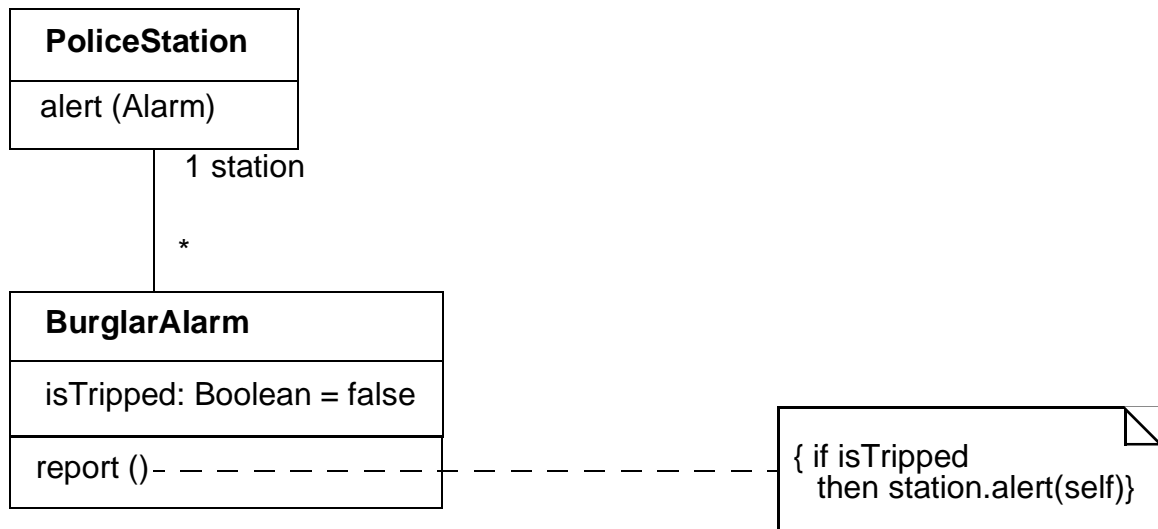 PoliceStation
alert (Alarm)
1 station
*
BurglarAlarm
isTripped: Boolean = false
report ()
{ if isTripped
then station.alert(self)}